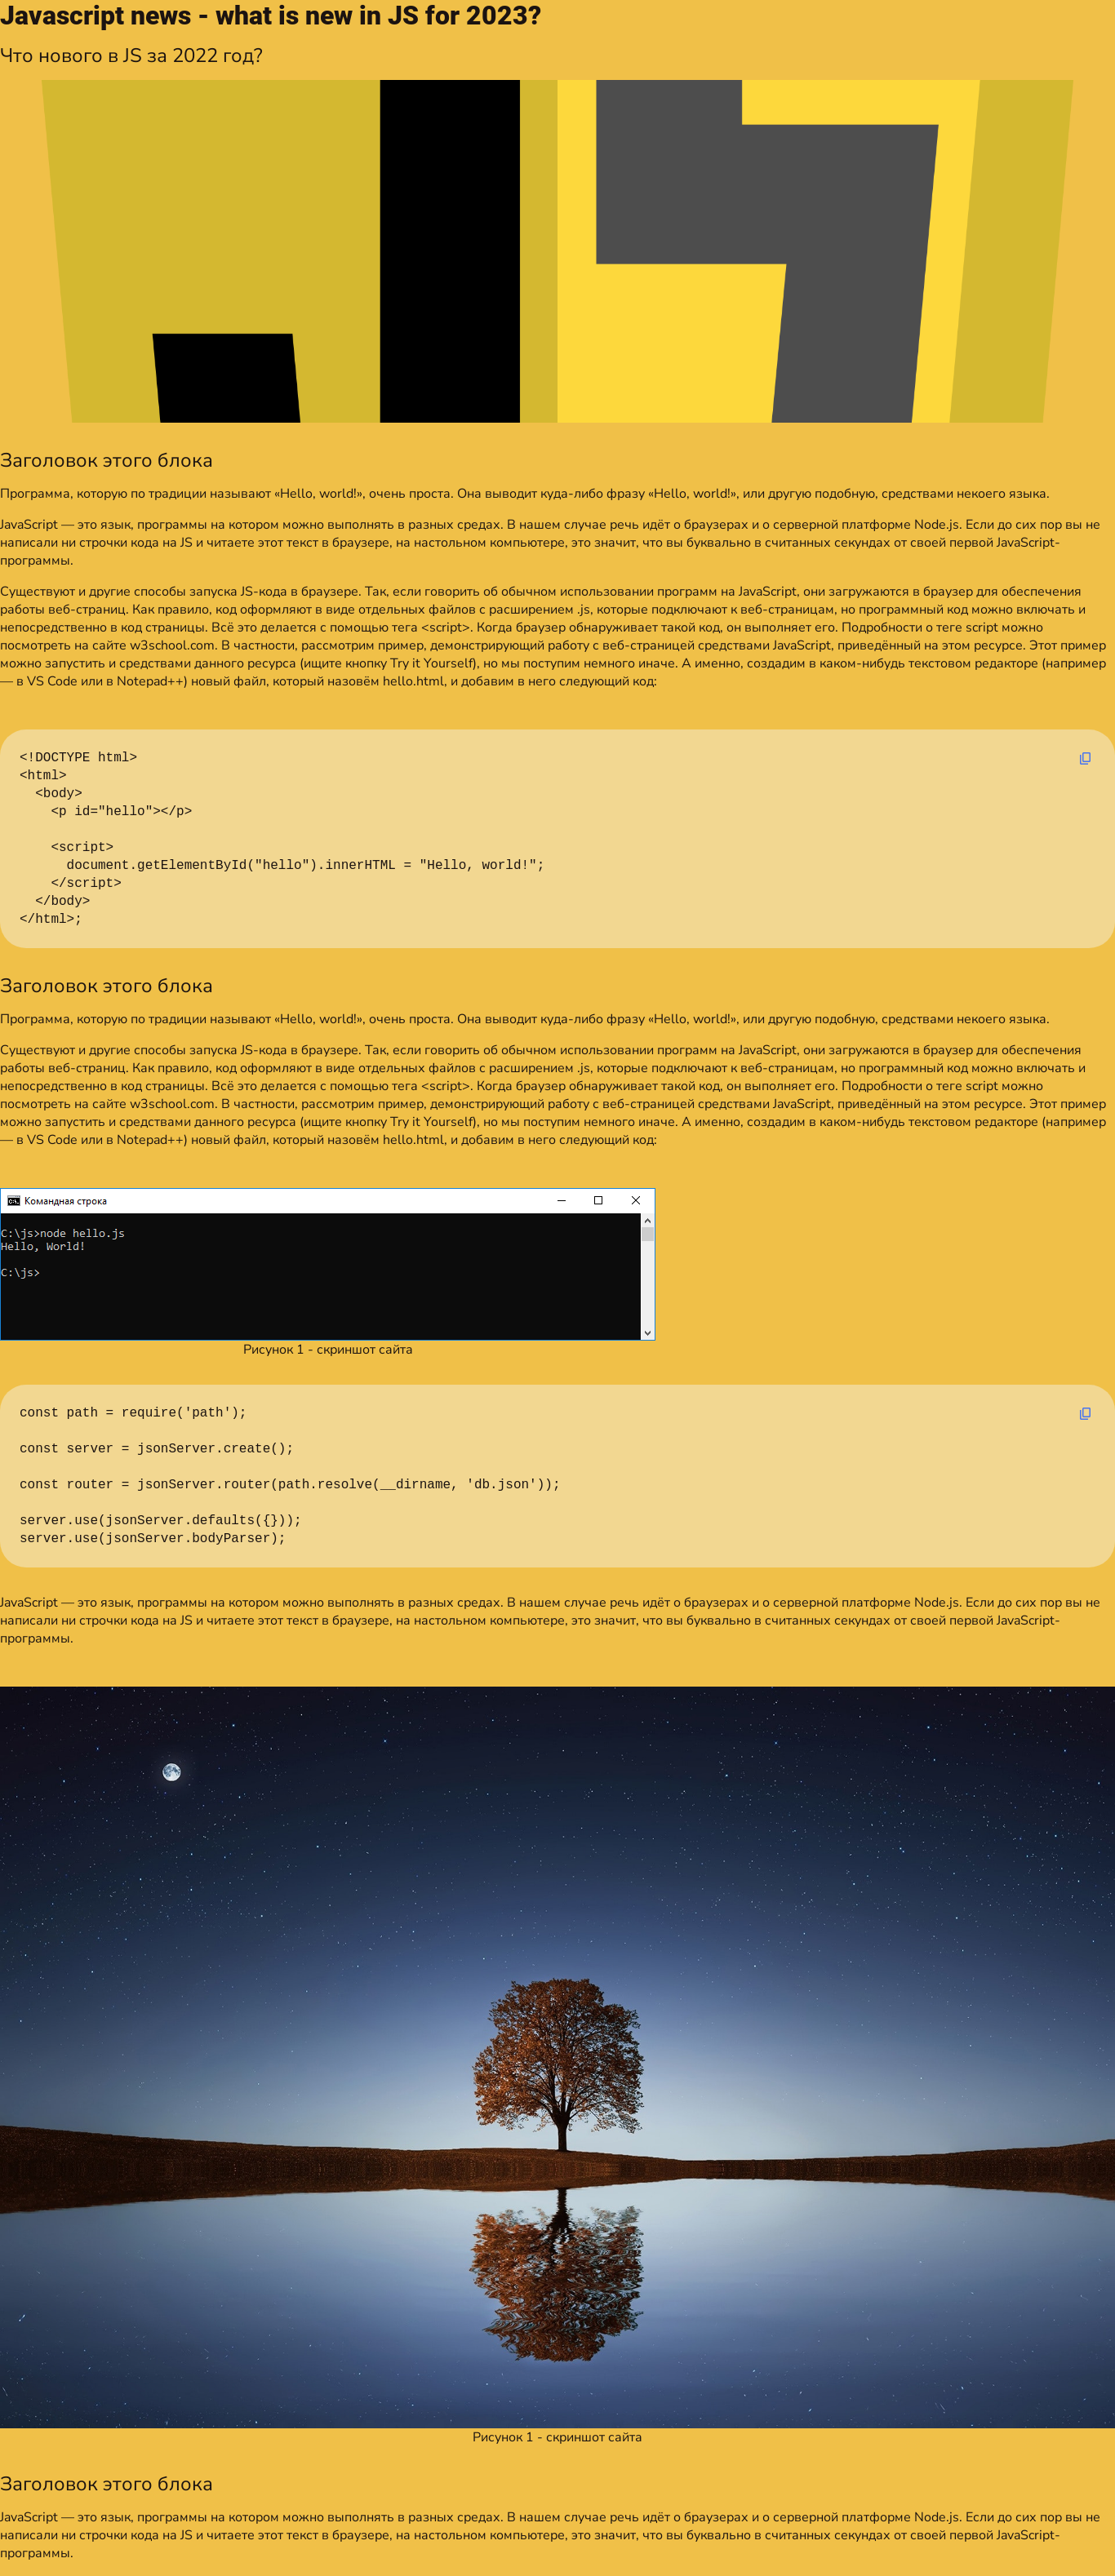 Javascript news - what is new in JS for 2023?
Что нового в JS за 2022 год?
Заголовок этого блока
Программа, которую по традиции называют «Hello, world!», очень проста. Она выводит куда-либо фразу «Hello, world!», или другую подобную, средствами некоего языка.
JavaScript — это язык, программы на котором можно выполнять в разных средах. В нашем случае речь идёт о браузерах и о серверной платформе Node.js. Если до сих пор вы не
написали ни строчки кода на JS и читаете этот текст в браузере, на настольном компьютере, это значит, что вы буквально в считанных секундах от своей первой JavaScript-
программы.
Существуют и другие способы запуска JS-кода в браузере. Так, если говорить об обычном использовании программ на JavaScript, они загружаются в браузер для обеспечения
работы веб-страниц. Как правило, код оформляют в виде отдельных файлов с расширением .js, которые подключают к веб-страницам, но программный код можно включать и
непосредственно в код страницы. Всё это делается с помощью тега <script>. Когда браузер обнаруживает такой код, он выполняет его. Подробности о теге script можно
посмотреть на сайте w3school.com. В частности, рассмотрим пример, демонстрирующий работу с веб-страницей средствами JavaScript, приведённый на этом ресурсе. Этот пример
можно запустить и средствами данного ресурса (ищите кнопку Try it Yourself), но мы поступим немного иначе. А именно, создадим в каком-нибудь текстовом редакторе (например
— в VS Code или в Notepad++) новый файл, который назовём hello.html, и добавим в него следующий код:
<!DOCTYPE html>
<html>
  <body>
    <p id="hello"></p>
    <script>
      document.getElementById("hello").innerHTML = "Hello, world!";
    </script>
  </body>
</html>;
Заголовок этого блока
Программа, которую по традиции называют «Hello, world!», очень проста. Она выводит куда-либо фразу «Hello, world!», или другую подобную, средствами некоего языка.
Существуют и другие способы запуска JS-кода в браузере. Так, если говорить об обычном использовании программ на JavaScript, они загружаются в браузер для обеспечения
работы веб-страниц. Как правило, код оформляют в виде отдельных файлов с расширением .js, которые подключают к веб-страницам, но программный код можно включать и
непосредственно в код страницы. Всё это делается с помощью тега <script>. Когда браузер обнаруживает такой код, он выполняет его. Подробности о теге script можно
посмотреть на сайте w3school.com. В частности, рассмотрим пример, демонстрирующий работу с веб-страницей средствами JavaScript, приведённый на этом ресурсе. Этот пример
можно запустить и средствами данного ресурса (ищите кнопку Try it Yourself), но мы поступим немного иначе. А именно, создадим в каком-нибудь текстовом редакторе (например
— в VS Code или в Notepad++) новый файл, который назовём hello.html, и добавим в него следующий код:
Командная строка
C:\js>node hello.js
Hello, World!
C:\js>
Рисунок 1 - скриншот сайта
const path = require('path');
const server = jsonServer.create();
const router = jsonServer.router(path.resolve(__dirname, 'db.json'));
server.use(jsonServer.defaults({}));
server.use(jsonServer.bodyParser);
JavaScript — это язык, программы на котором можно выполнять в разных средах. В нашем случае речь идёт о браузерах и о серверной платформе Node.js. Если до сих пор вы не
написали ни строчки кода на JS и читаете этот текст в браузере, на настольном компьютере, это значит, что вы буквально в считанных секундах от своей первой JavaScript-
программы.
Рисунок 1 - скриншот сайта
Заголовок этого блока
JavaScript — это язык, программы на котором можно выполнять в разных средах. В нашем случае речь идёт о браузерах и о серверной платформе Node.js. Если до сих пор вы не
написали ни строчки кода на JS и читаете этот текст в браузере, на настольном компьютере, это значит, что вы буквально в считанных секундах от своей первой JavaScript-
программы.